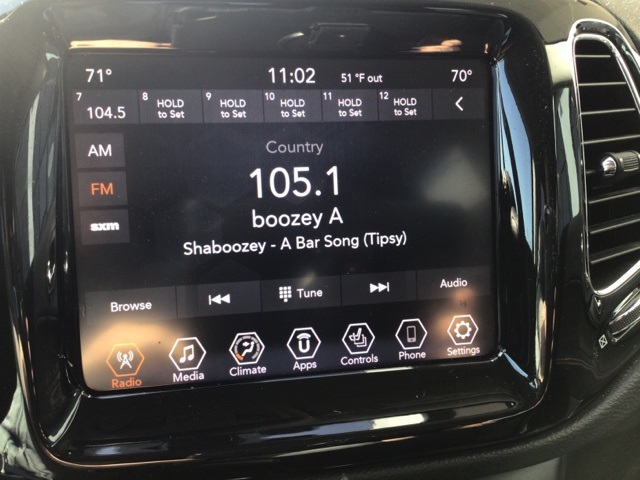 71° 11:02 51 °F out 70°
7 104.5 8 HOLD to Set 9 HOLD to Set 10 HOLD to Set 11 HOLD to Set 12 HOLD to Set
AM
FM
sxm
Country
105.1
boozey A
Shaboozey - A Bar Song (Tipsy)
Browse Tune Audio
Radio Media Climate Apps Controls Phone Settings